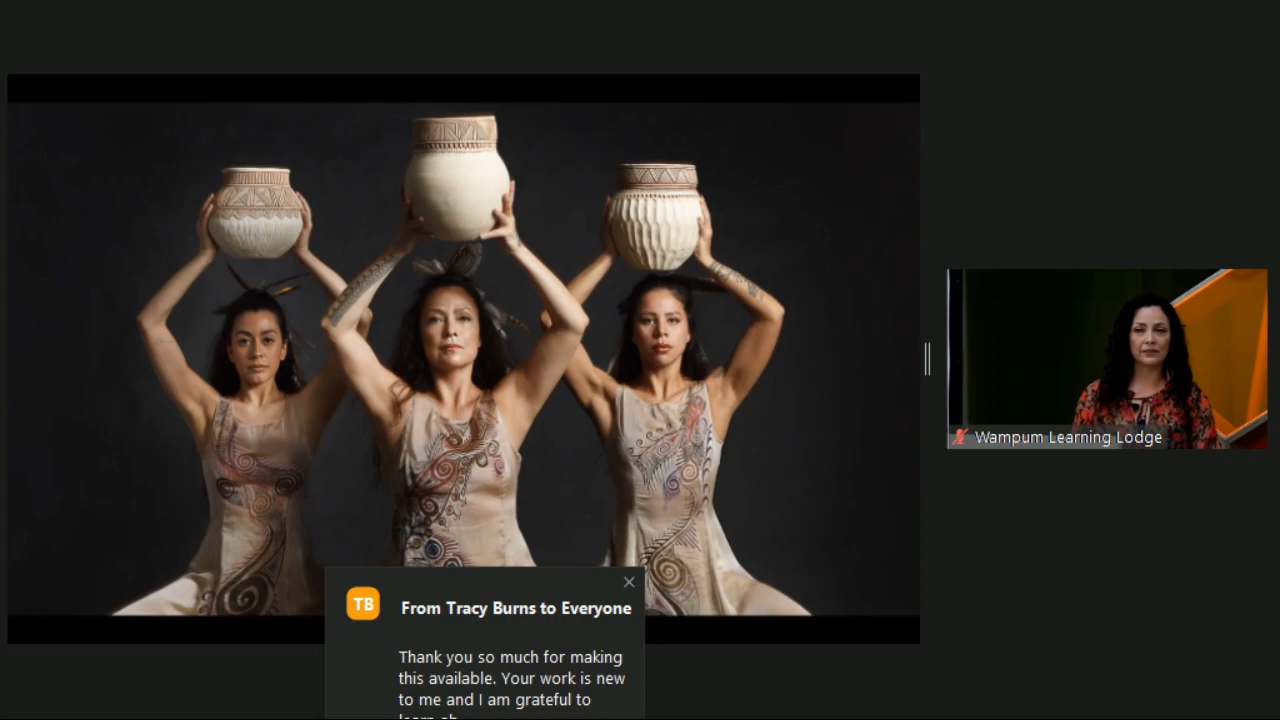 Wampum Learning Lodge
TB
From Tracy Burns to Everyone
Thank you so much for making
this available. Your work is new
to me and I am grateful to